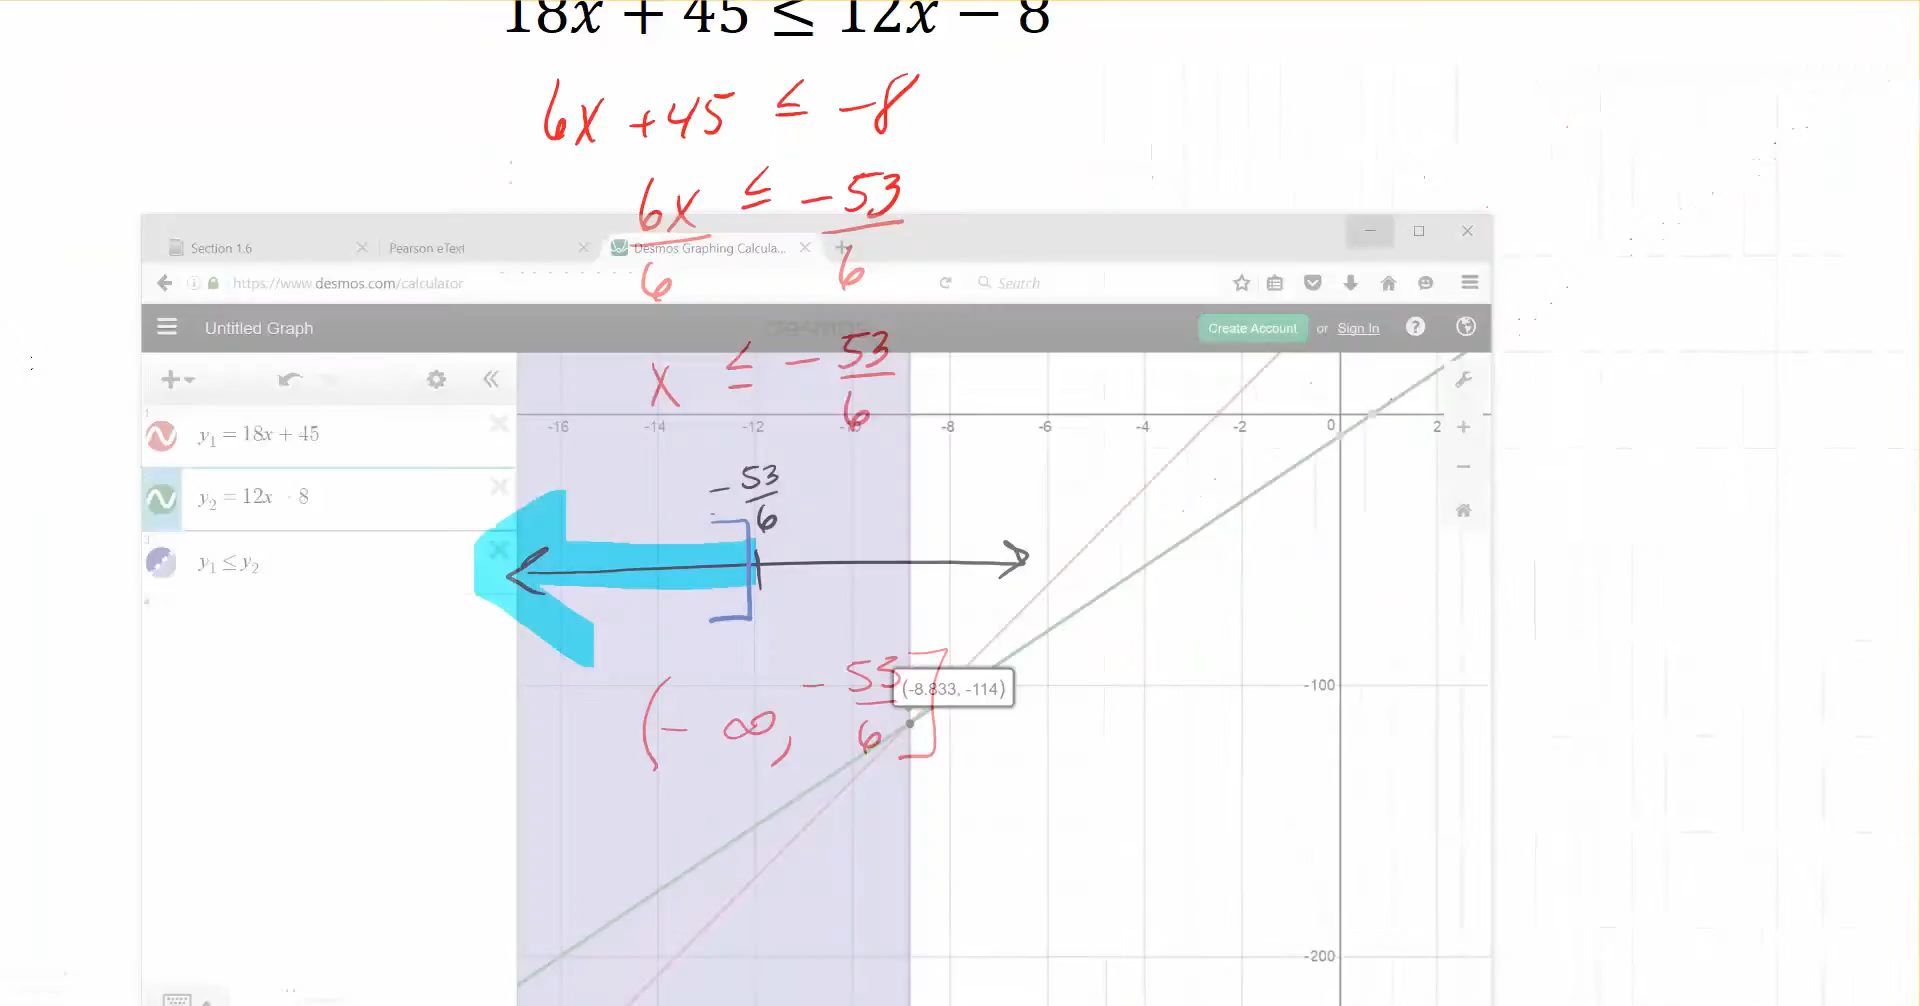 18x + 45 ≤ 12x − 8
6x + 45 ≤ -8
6x ≤ -53
6 6
Section 1.6
Pearson eText
Desmos Graphing Calcula...
https://www.desmos.com/calculator
Search
Untitled Graph
Create Account or Sign In
x ≤ - 53/6
y₁ = 18x + 45
y₂ = 12x - 8
y₁ ≤ y₂
-16 -14 -12 -8 -6 -4 -2 0 2
- 53/6
(-∞, - 53/6]
(-8.833, -114)
-100
-200